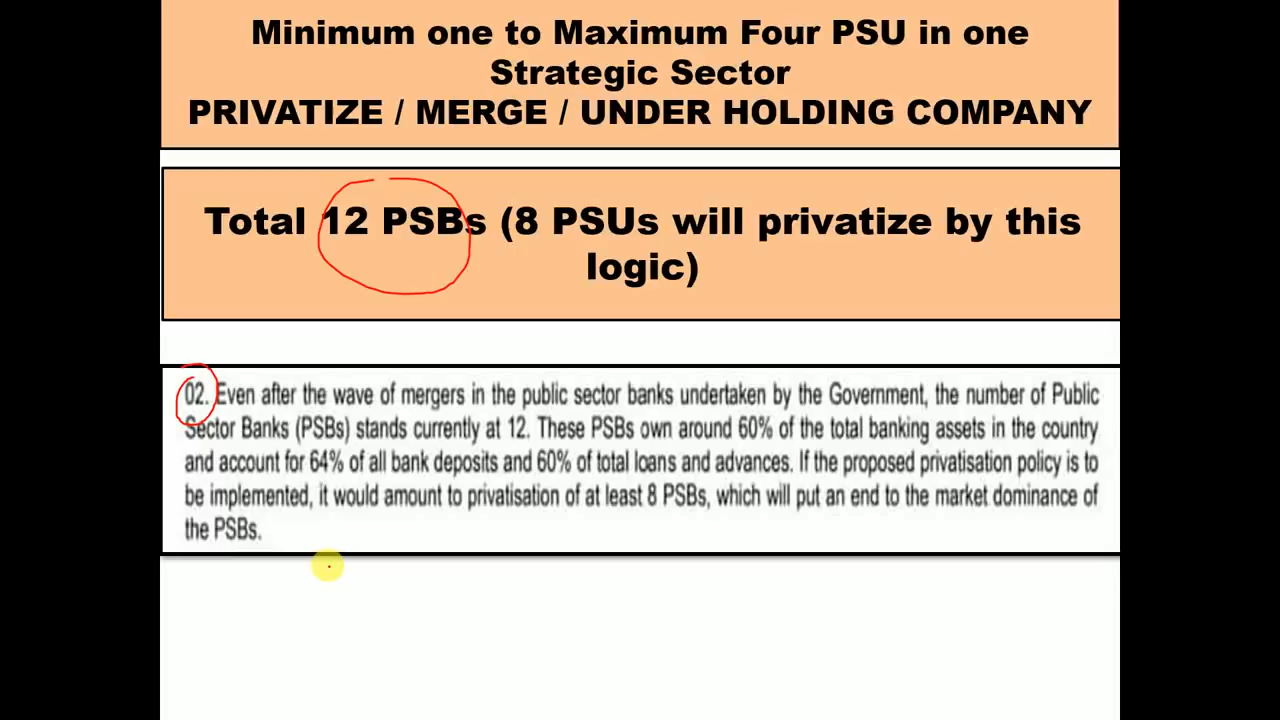 Minimum one to Maximum Four PSU in one
Strategic Sector
PRIVATIZE / MERGE / UNDER HOLDING COMPANY
Total 12 PSBs (8 PSUs will privatize by this
logic)
02. Even after the wave of mergers in the public sector banks undertaken by the Government, the number of Public
Sector Banks (PSBs) stands currently at 12. These PSBs own around 60% of the total banking assets in the country
and account for 64% of all bank deposits and 60% of total loans and advances. If the proposed privatisation policy is to
be implemented, it would amount to privatisation of at least 8 PSBs, which will put an end to the market dominance of
the PSBs.